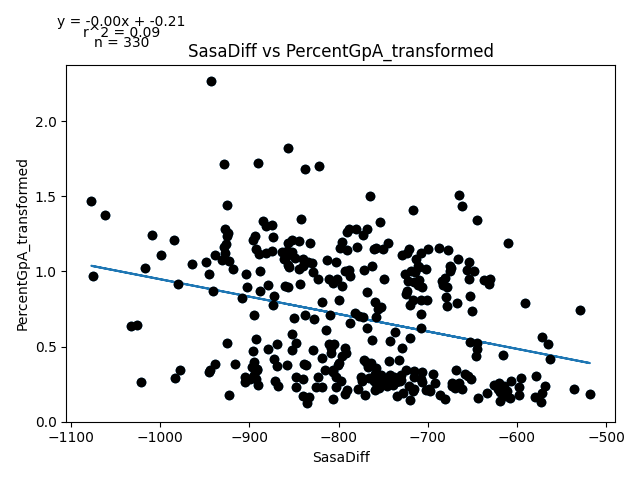 y = -0.00x + -0.21
r^2 = 0.09
n = 330
SasaDiff vs PercentGpA_transformed
PercentGpA_transformed
2.0
1.5
1.0
0.5
0.0
−1100 −1000 −900 −800 −700 −600 −500
SasaDiff